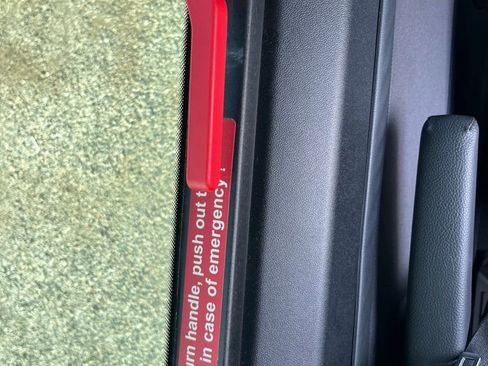 urn handle, push out t
in case of emergency